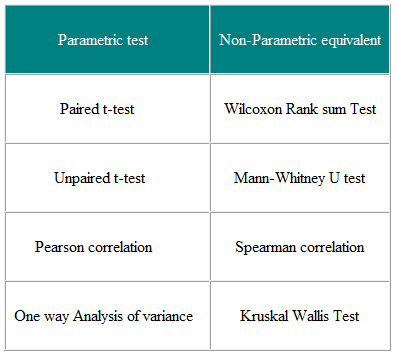 Parametric test Non-Parametric equivalent
Paired t-test Wilcoxon Rank sum Test
Unpaired t-test Mann-Whitney U test
Pearson correlation Spearman correlation
One way Analysis of variance Kruskal Wallis Test